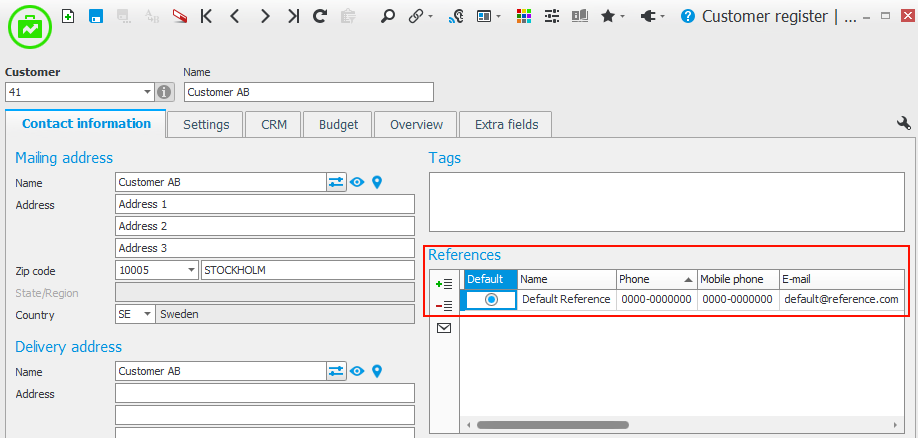 Customer register | ...
Customer
Name
41
Customer AB
Contact information
Settings
CRM
Budget
Overview
Extra fields
Mailing address
Name
Customer AB
Address
Address 1
Address 2
Address 3
Zip code
10005
STOCKHOLM
State/Region
Country
SE
Sweden
Delivery address
Name
Customer AB
Address
Tags
References
Default
Name
Phone
Mobile phone
E-mail
Default Reference
0000-0000000
0000-0000000
default@reference.com